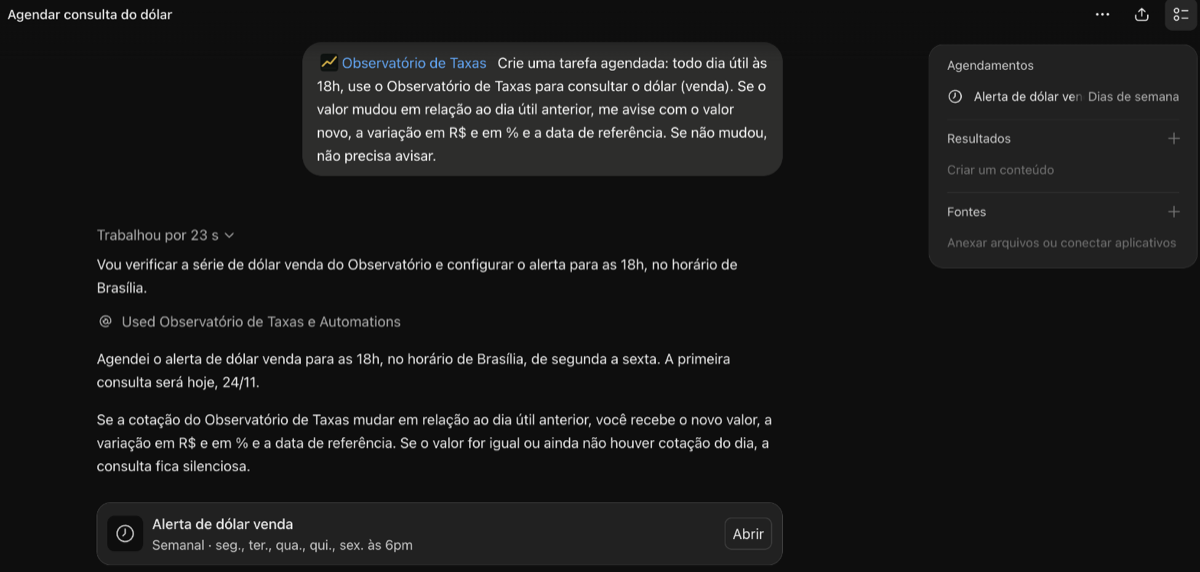 Agendar consulta do dólar
Observatório de Taxas Crie uma tarefa agendada: todo dia útil às
18h, use o Observatório de Taxas para consultar o dólar (venda). Se o
valor mudou em relação ao dia útil anterior, me avise com o valor
novo, a variação em R$ e em % e a data de referência. Se não mudou,
não precisa avisar.
Trabalhou por 23 s
Vou verificar a série de dólar venda do Observatório e configurar o alerta para as 18h, no horário de
Brasília.
Used Observatório de Taxas e Automations
Agendei o alerta de dólar venda para as 18h, no horário de Brasília, de segunda a sexta. A primeira
consulta será hoje, 24/11.
Se a cotação do Observatório de Taxas mudar em relação ao dia útil anterior, você recebe o novo valor, a
variação em R$ e em % e a data de referência. Se o valor for igual ou ainda não houver cotação do dia, a
consulta fica silenciosa.
Alerta de dólar venda
Semanal · seg., ter., qua., qui., sex. às 6pm
Abrir
Agendamentos
Alerta de dólar ven Dias de semana
Resultados
Criar um conteúdo
Fontes
Anexar arquivos ou conectar aplicativos